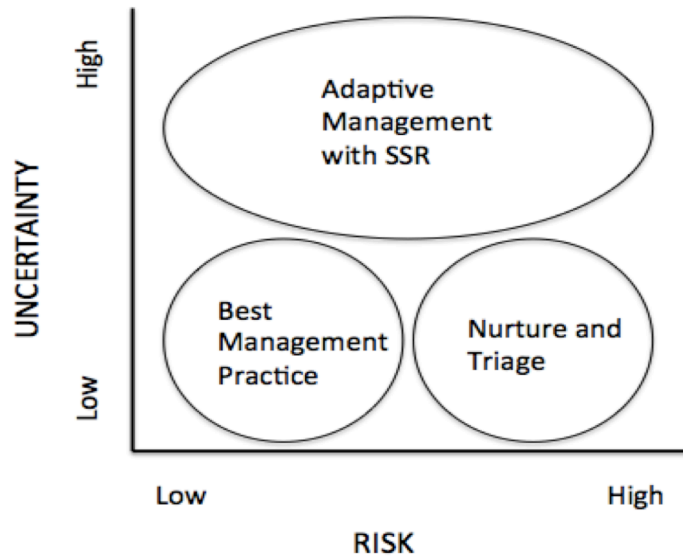 High
Adaptive
Management
with SSR
UNCERTAINTY
Best
Management
Practice
Nurture and
Triage
Low
Low
High
RISK